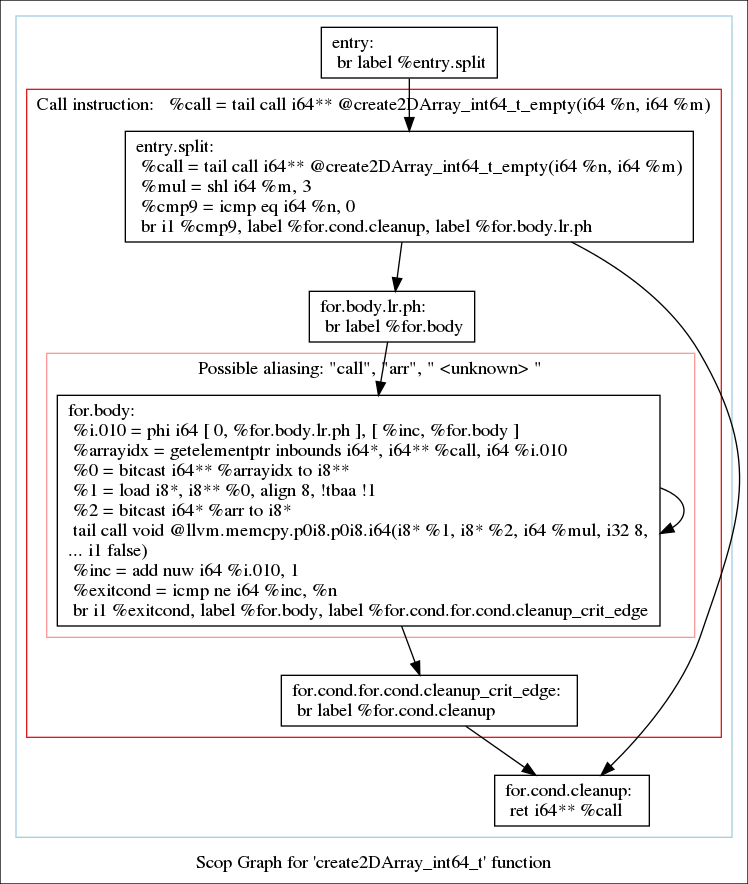 entry:
br label %entry.split
Call instruction: %call = tail call i64** @create2DArray_int64_t_empty(i64 %n, i64 %m)
entry.split:
%call = tail call i64** @create2DArray_int64_t_empty(i64 %n, i64 %m)
%mul = shl i64 %m, 3
%cmp9 = icmp eq i64 %n, 0
br i1 %cmp9, label %for.cond.cleanup, label %for.body.lr.ph
for.body.lr.ph:
br label %for.body
Possible aliasing: "call", "arr", " <unknown> "
for.body:
%i.010 = phi i64 [ 0, %for.body.lr.ph ], [ %inc, %for.body ]
%arrayidx = getelementptr inbounds i64*, i64** %call, i64 %i.010
%0 = bitcast i64** %arrayidx to i8**
%1 = load i8*, i8** %0, align 8, !tbaa !1
%2 = bitcast i64* %arr to i8*
tail call void @llvm.memcpy.p0i8.p0i8.i64(i8* %1, i8* %2, i64 %mul, i32 8,
... i1 false)
%inc = add nuw i64 %i.010, 1
%exitcond = icmp ne i64 %inc, %n
br i1 %exitcond, label %for.body, label %for.cond.for.cond.cleanup_crit_edge
for.cond.for.cond.cleanup_crit_edge:
br label %for.cond.cleanup
for.cond.cleanup:
ret i64** %call
Scop Graph for 'create2DArray_int64_t' function